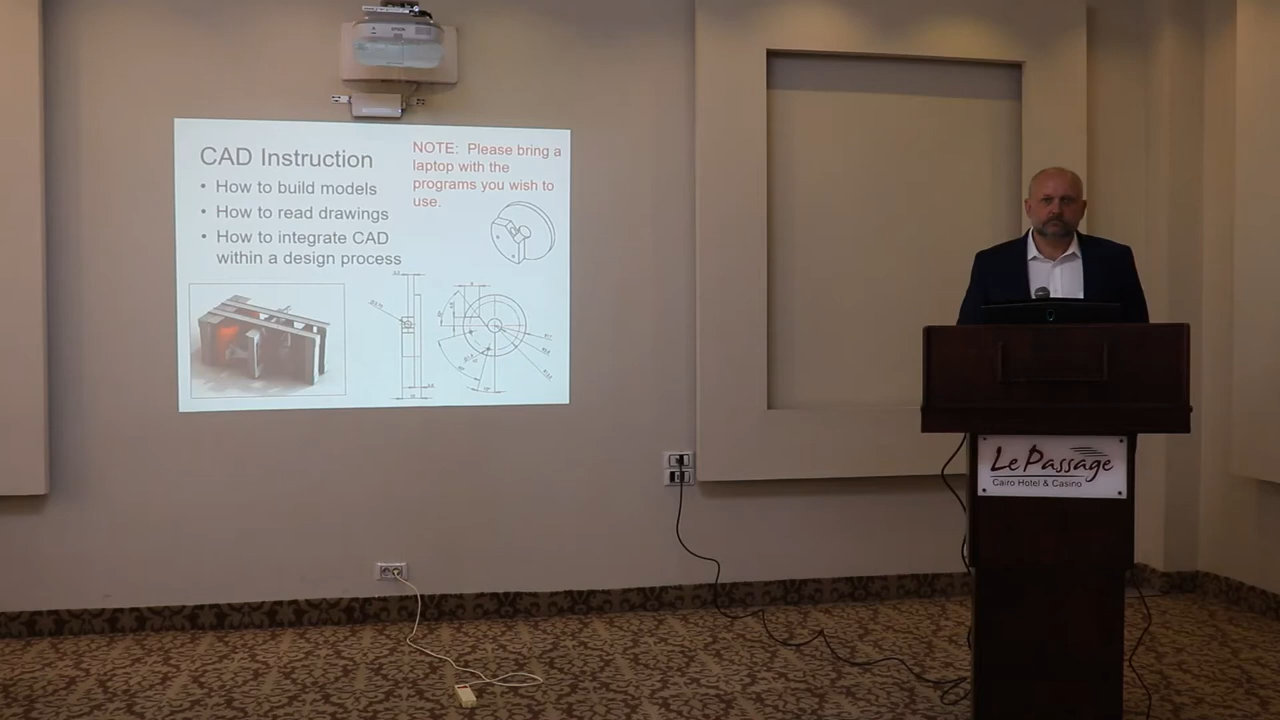 EPSON
CAD Instruction
• How to build models
• How to read drawings
• How to integrate CAD
within a design process
NOTE: Please bring a
laptop with the
programs you wish to
use.
Le Passage
Cairo Hotel & Casino